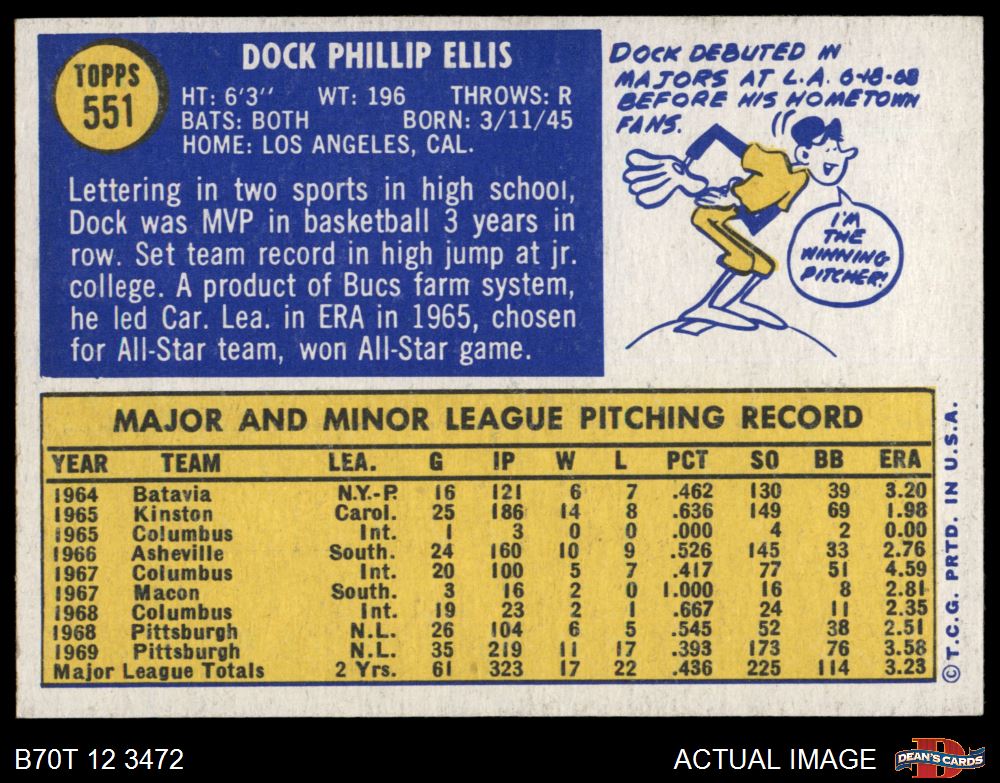 TOPPS
551
DOCK PHILLIP ELLIS
HT: 6'3" WT: 196 THROWS: R
BATS: BOTH BORN: 3/11/45
HOME: LOS ANGELES, CAL.
Lettering in two sports in high school,
Dock was MVP in basketball 3 years in
row. Set team record in high jump at jr.
college. A product of Bucs farm system,
he led Car. Lea. in ERA in 1965, chosen
for All-Star team, won All-Star game.
DOCK DEBUTED IN
MAJORS AT L.A. 6-18-68
BEFORE HIS HOMETOWN
FANS.
I'M
THE
WINNING
PITCHER!
MAJOR AND MINOR LEAGUE PITCHING RECORD
YEAR TEAM LEA. G IP W L PCT SO BB ERA
1964 Batavia N.Y.-P. 16 121 6 7 .462 130 39 3.20
1965 Kinston Carol. 25 186 14 8 .636 149 69 1.98
1965 Columbus Int. 1 3 0 0 .000 4 2 0.00
1966 Asheville South. 24 160 10 9 .526 145 33 2.76
1967 Columbus Int. 20 100 5 7 .417 77 51 4.59
1967 Macon South. 3 16 2 0 1.000 16 8 2.81
1968 Columbus Int. 19 23 2 1 .667 24 11 2.35
1968 Pittsburgh N.L. 26 104 6 5 .545 52 38 2.51
1969 Pittsburgh N.L. 35 219 11 17 .393 173 76 3.58
Major League Totals 2 Yrs. 61 323 17 22 .436 225 114 3.23
© T.C.G. PRTD. IN U.S.A.
B70T 12 3472
ACTUAL IMAGE
D
DEAN'S CARDS